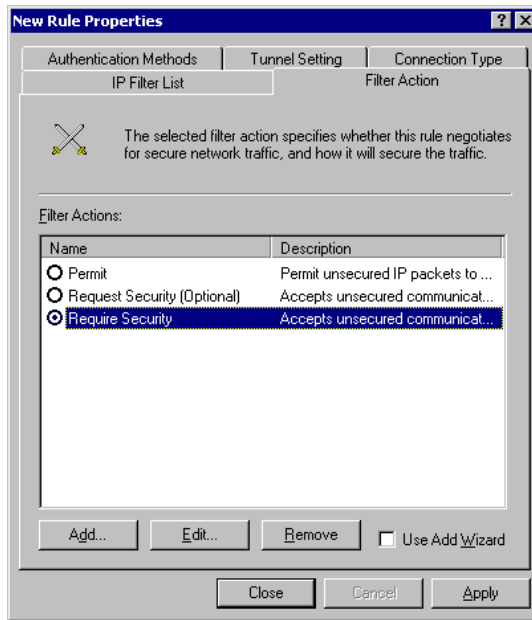 New Rule Properties
Authentication Methods
Tunnel Setting
Connection Type
IP Filter List
Filter Action
The selected filter action specifies whether this rule negotiates
for secure network traffic, and how it will secure the traffic.
Filter Actions:
Name Description
Permit Permit unsecured IP packets to ...
Request Security (Optional) Accepts unsecured communicat...
Require Security Accepts unsecured communicat...
Add... Edit... Remove Use Add Wizard
Close Cancel Apply